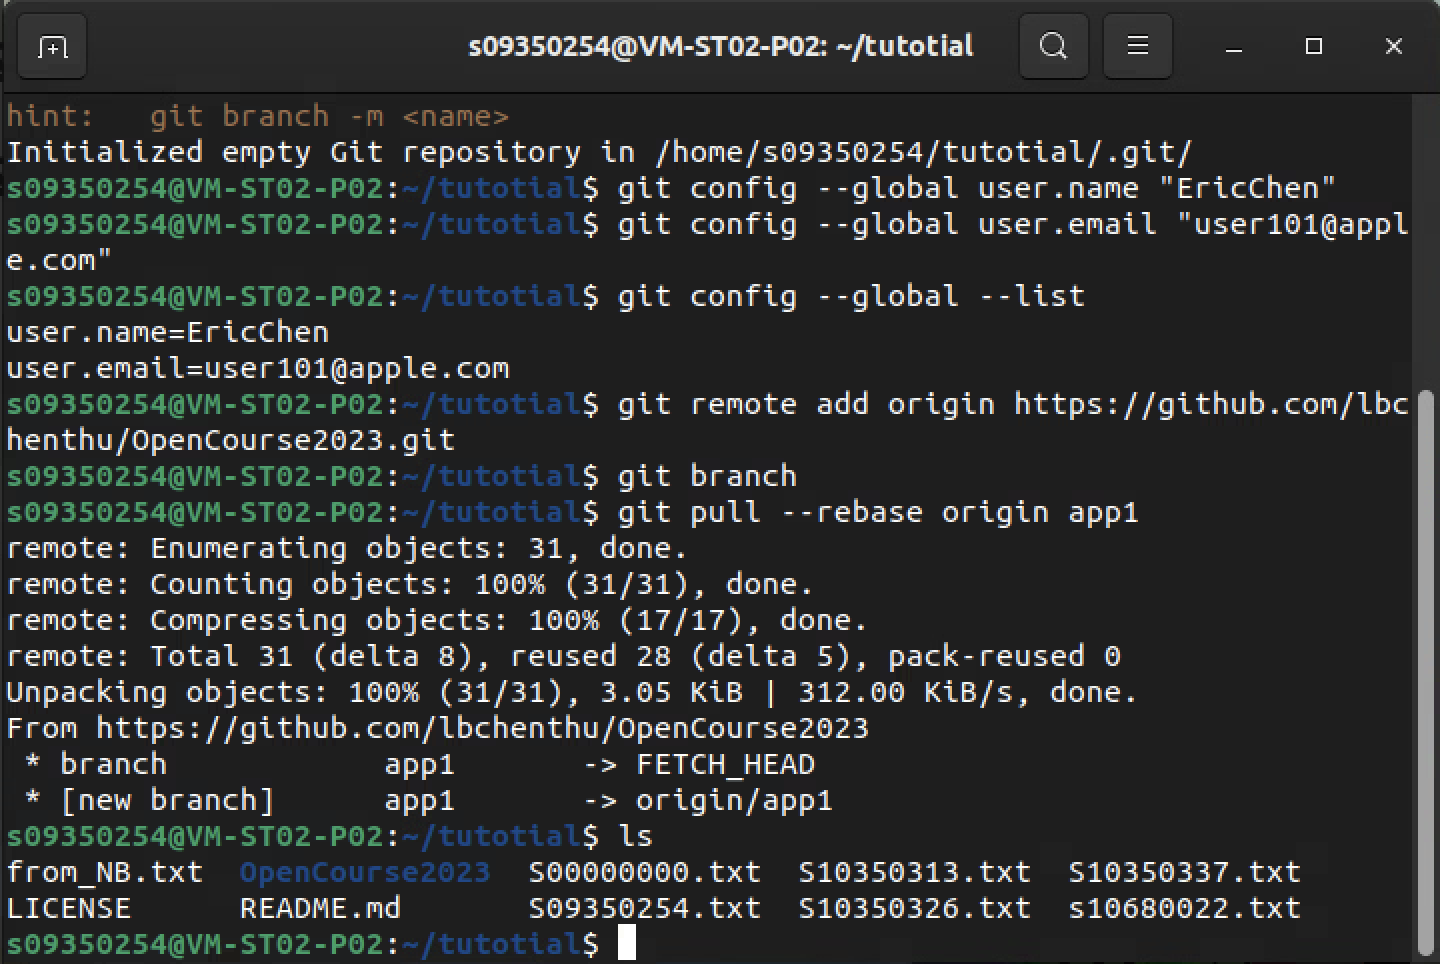 s09350254@VM-ST02-P02: ~/tutotial
hint:   git branch -m <name>
Initialized empty Git repository in /home/s09350254/tutotial/.git/
s09350254@VM-ST02-P02:~/tutotial$ git config --global user.name "EricChen"
s09350254@VM-ST02-P02:~/tutotial$ git config --global user.email "user101@appl
e.com"
s09350254@VM-ST02-P02:~/tutotial$ git config --global --list
user.name=EricChen
user.email=user101@apple.com
s09350254@VM-ST02-P02:~/tutotial$ git remote add origin https://github.com/lbc
henthu/OpenCourse2023.git
s09350254@VM-ST02-P02:~/tutotial$ git branch
s09350254@VM-ST02-P02:~/tutotial$ git pull --rebase origin app1
remote: Enumerating objects: 31, done.
remote: Counting objects: 100% (31/31), done.
remote: Compressing objects: 100% (17/17), done.
remote: Total 31 (delta 8), reused 28 (delta 5), pack-reused 0
Unpacking objects: 100% (31/31), 3.05 KiB | 312.00 KiB/s, done.
From https://github.com/lbchenthu/OpenCourse2023
 * branch            app1       -> FETCH_HEAD
 * [new branch]      app1       -> origin/app1
s09350254@VM-ST02-P02:~/tutotial$ ls
from_NB.txt  OpenCourse2023  S00000000.txt  S10350313.txt  S10350337.txt
LICENSE      README.md       S09350254.txt  S10350326.txt  s10680022.txt
s09350254@VM-ST02-P02:~/tutotial$